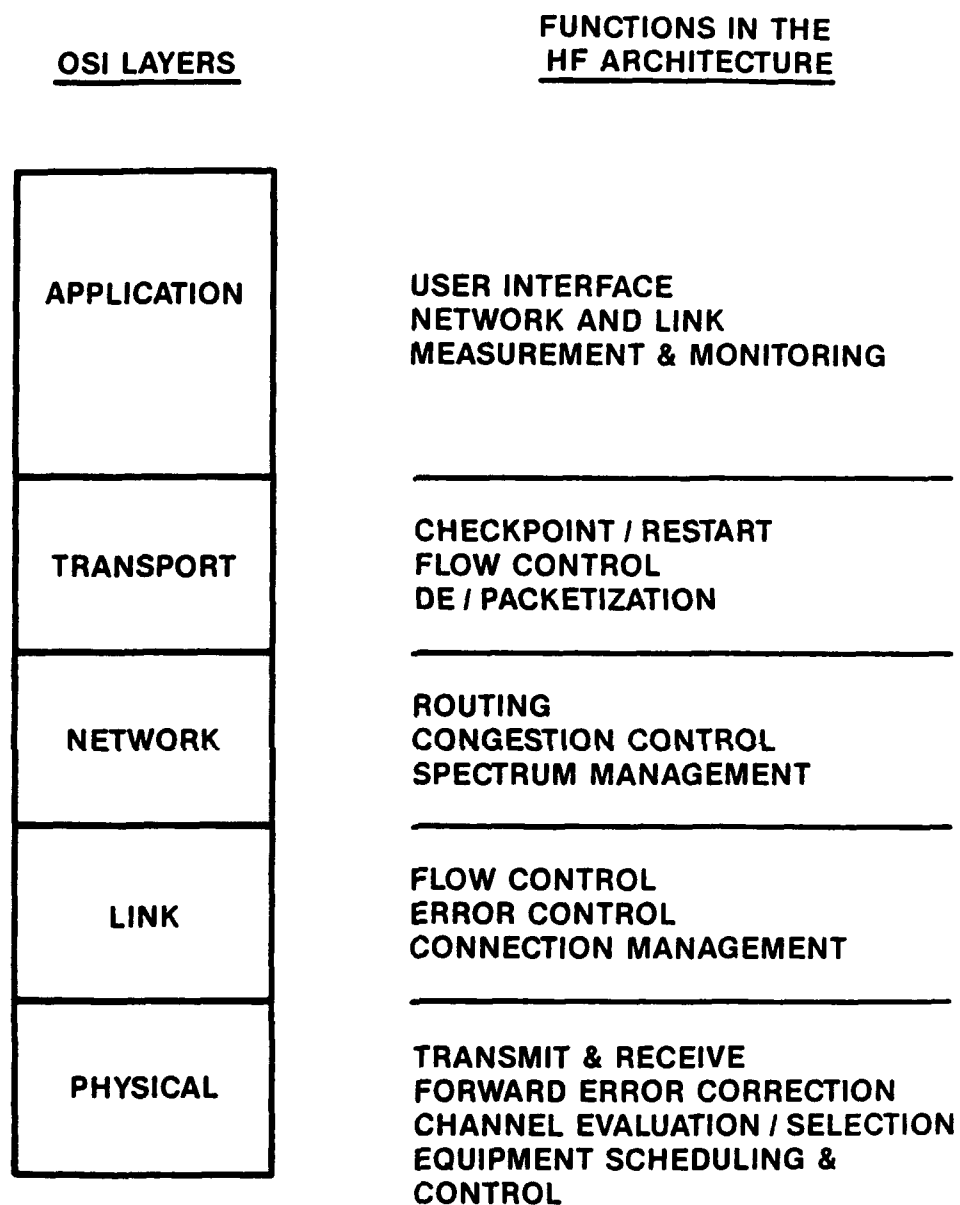 OSI LAYERS
FUNCTIONS IN THE
HF ARCHITECTURE
APPLICATION
USER INTERFACE
NETWORK AND LINK
MEASUREMENT & MONITORING
TRANSPORT
CHECKPOINT / RESTART
FLOW CONTROL
DE / PACKETIZATION
NETWORK
ROUTING
CONGESTION CONTROL
SPECTRUM MANAGEMENT
LINK
FLOW CONTROL
ERROR CONTROL
CONNECTION MANAGEMENT
PHYSICAL
TRANSMIT & RECEIVE
FORWARD ERROR CORRECTION
CHANNEL EVALUATION / SELECTION
EQUIPMENT SCHEDULING &
CONTROL